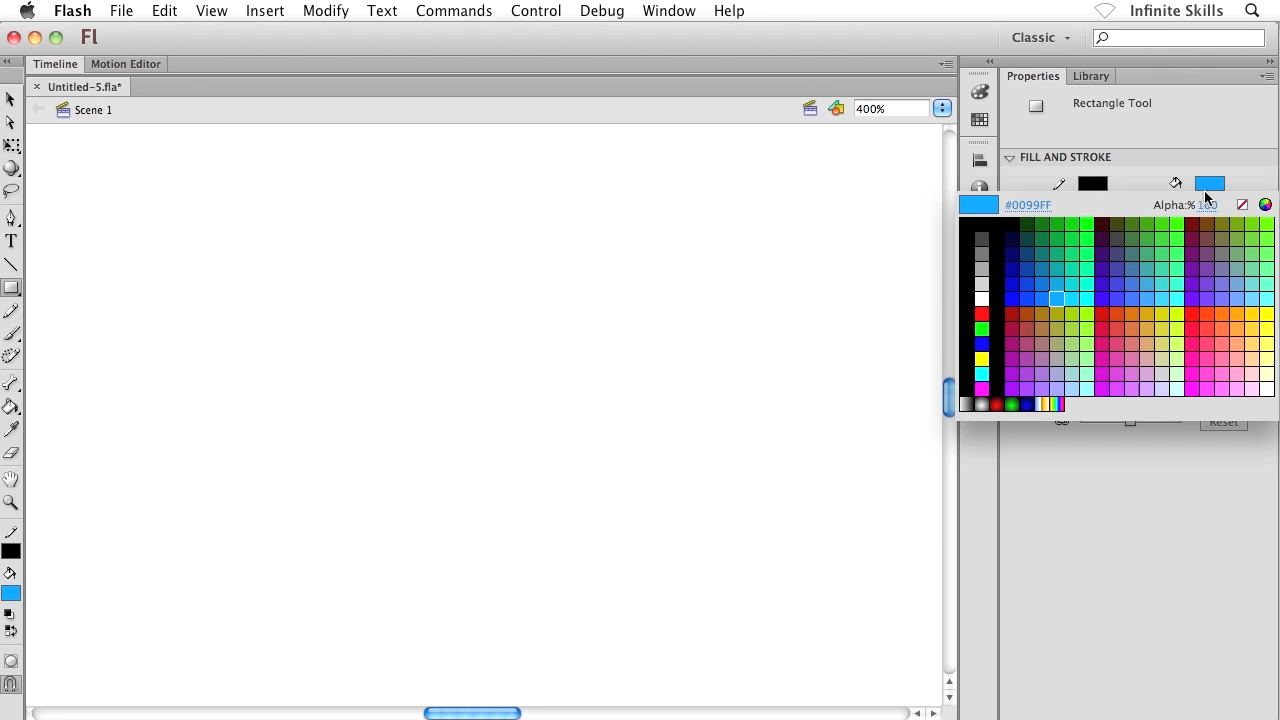 Flash File Edit View Insert Modify Text Commands Control Debug Window Help Infinite Skills
Fl Classic
Timeline Motion Editor Properties Library
× Untitled-5.fla*
Scene 1 400% Rectangle Tool
FILL AND STROKE
#0099FF Alpha:%
Reset
T